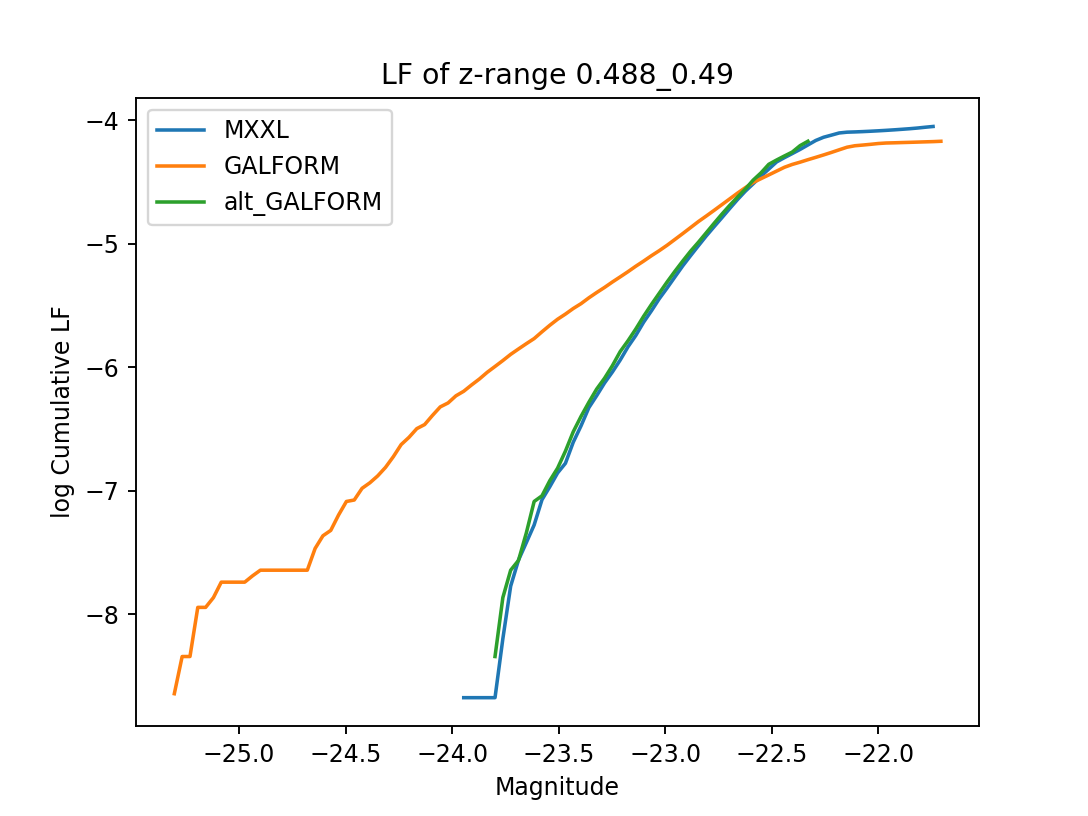 LF of z-range 0.488_0.49
MXXL
GALFORM
alt_GALFORM
log Cumulative LF
−4
−5
−6
−7
−8
−25.0
−24.5
−24.0
−23.5
−23.0
−22.5
−22.0
Magnitude